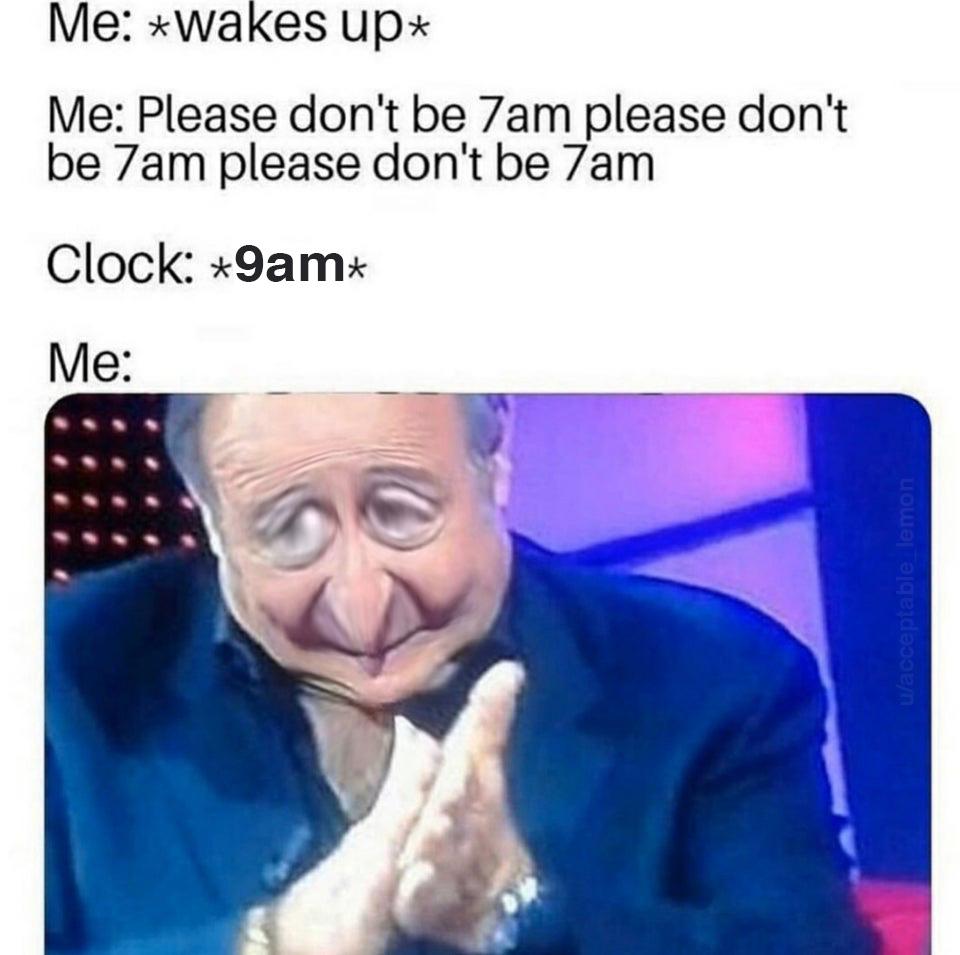 Me: *wakes up*
Me: Please don't be 7am please don't
be 7am please don't be 7am
Clock: *9am*
Me:
u/acceptable_lemon